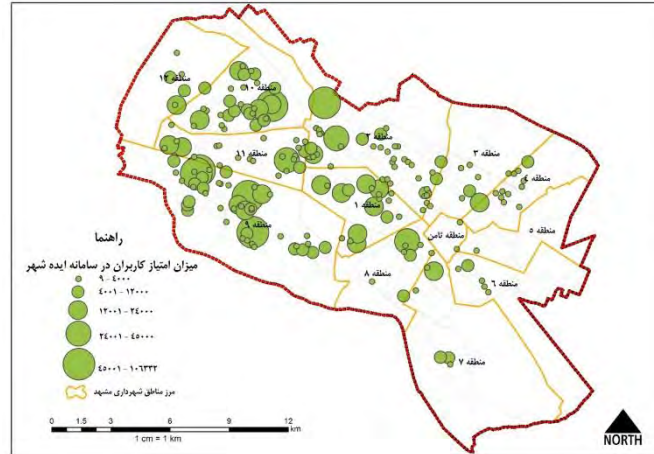 منطقه ۱۲
منطقه ۱۰
منطقه ۲
منطقه ۳
منطقه ۴
منطقه ۱۱
منطقه ۱
منطقه ۵
منطقه ثامن
منطقه ۹
منطقه ۸
منطقه ۶
منطقه ۷
راهنما
میزان امتیاز کاربران در سامانه ایده شهر
۹ - ۴۰۰۰
۴۰۰۱ - ۱۲۰۰۰
۱۲۰۰۱ - ۲۴۰۰۰
۲۴۰۰۱ - ۴۵۰۰۰
۴۵۰۰۱ - ۱۰۶۳۳۲
مرز مناطق شهرداری مشهد
0 1.5 3 6 9 12
km
1 cm = 1 km
NORTH